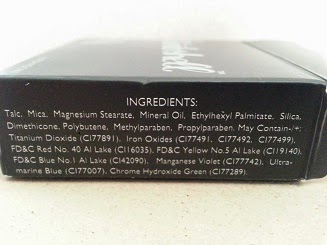 INGREDIENTS:
Talc, Mica, Magnesium Stearate, Mineral Oil, Ethylhexyl Palmitate, Silica,
Dimethicone, Polybutene, Methylparaben, Propylparaben, May Contain-/+:
Titanium Dioxide (CI77891), Iron Oxides (CI77491, CI77492, CI77499),
FD&C Red No. 40 Al Lake (CI16035), FD&C Yellow No.5 Al Lake (CI19140),
FD&C Blue No.1 Al Lake (CI42090), Manganese Violet (CI77742), Ultra-
marine Blue (CI77007), Chrome Hydroxide Green (CI77289).